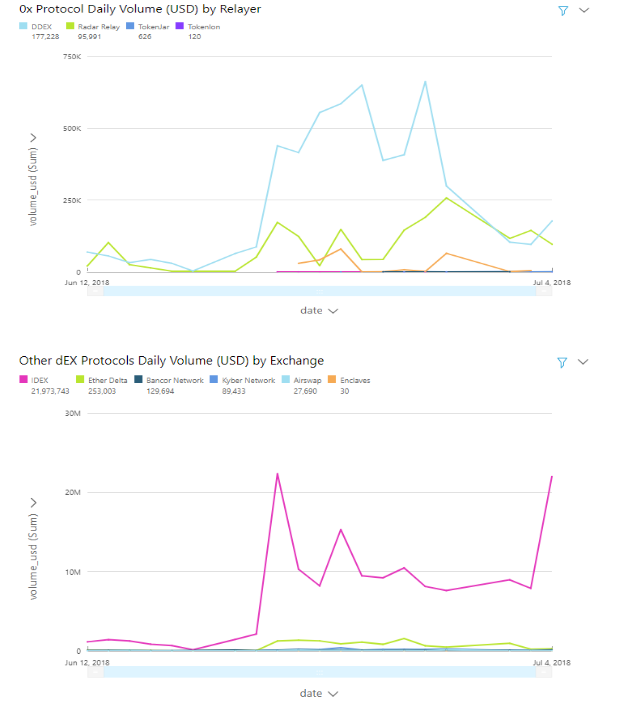 0x Protocol Daily Volume (USD) by Relayer
DDEX Radar Relay TokenJar Tokenlon
177,228 95,991 626 120
750K
500K
250K
0
volume_usd (Sum)
Jun 12, 2018 Jul 4, 2018
date
Other dEX Protocols Daily Volume (USD) by Exchange
IDEX Ether Delta Bancor Network Kyber Network Airswap Enclaves
21,973,743 253,003 129,694 89,433 27,690 30
30M
20M
10M
0
volume_usd (Sum)
Jun 12, 2018 Jul 4, 2018
date